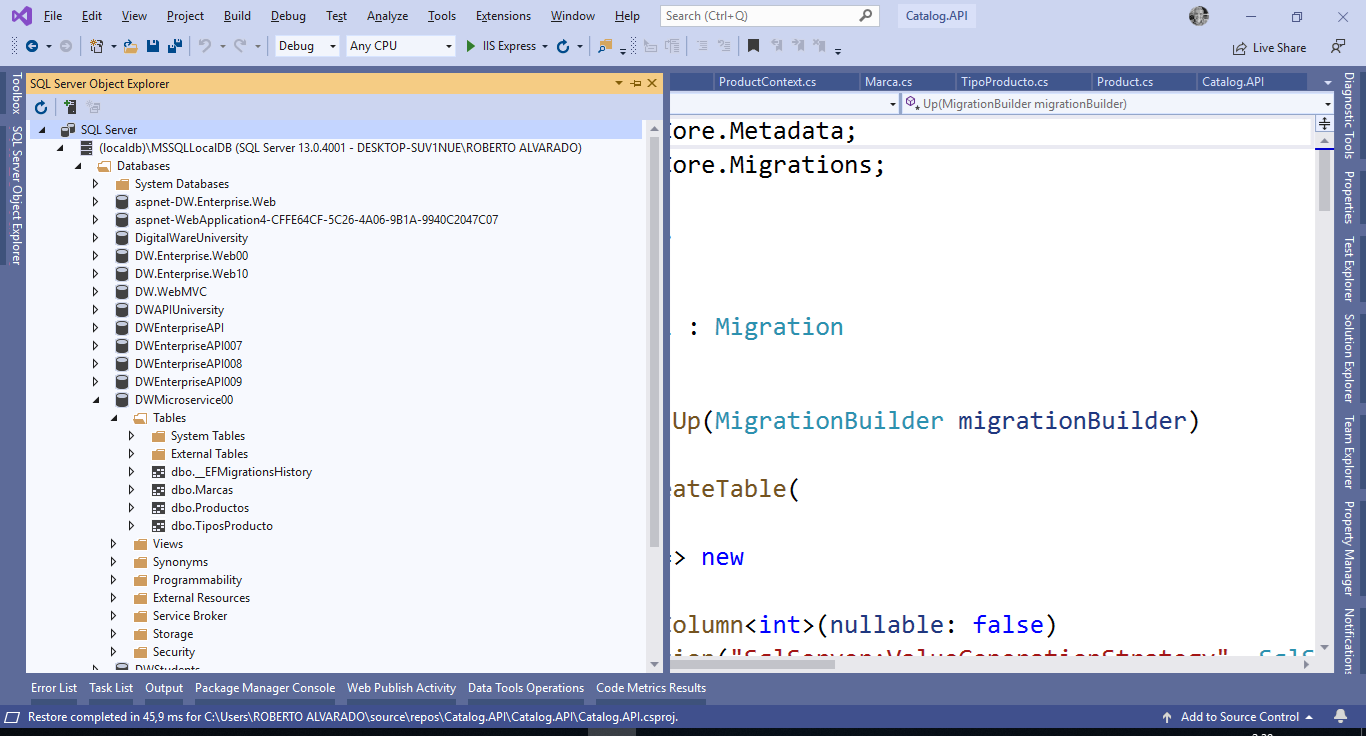 File Edit View Project Build Debug Test Analyze Tools Extensions Window Help Search (Ctrl+Q) Catalog.API
Debug Any CPU IIS Express Live Share
SQL Server Object Explorer
ProductContext.cs Marca.cs TipoProducto.cs Product.cs Catalog.API
Up(MigrationBuilder migrationBuilder)
Toolbox
SQL Server Object Explorer
SQL Server
(localdb)\MSSQLLocalDB (SQL Server 13.0.4001 - DESKTOP-SUV1NUE\ROBERTO ALVARADO)
Databases
System Databases
aspnet-DW.Enterprise.Web
aspnet-WebApplication4-CFFE64CF-5C26-4A06-9B1A-9940C2047C07
DigitalWareUniversity
DW.Enterprise.Web00
DW.Enterprise.Web10
DW.WebMVC
DWAPIUniversity
DWEnterpriseAPI
DWEnterpriseAPI007
DWEnterpriseAPI008
DWEnterpriseAPI009
DWMicroservice00
Tables
System Tables
External Tables
dbo.__EFMigrationsHistory
dbo.Marcas
dbo.Productos
dbo.TiposProducto
Views
Synonyms
Programmability
External Resources
Service Broker
Storage
Security
DWStudents
ore.Metadata;
ore.Migrations;
: Migration
Up(MigrationBuilder migrationBuilder)
eateTable(
=> new
olumn<int>(nullable: false)
ion("SqlServer:ValueGenerationStrategy", SqlS
Diagnostic Tools
Properties
Test Explorer
Solution Explorer
Team Explorer
Property Manager
Notifications
Error List Task List Output Package Manager Console Web Publish Activity Data Tools Operations Code Metrics Results
Restore completed in 45,9 ms for C:\Users\ROBERTO ALVARADO\source\repos\Catalog.API\Catalog.API\Catalog.API.csproj. Add to Source Control